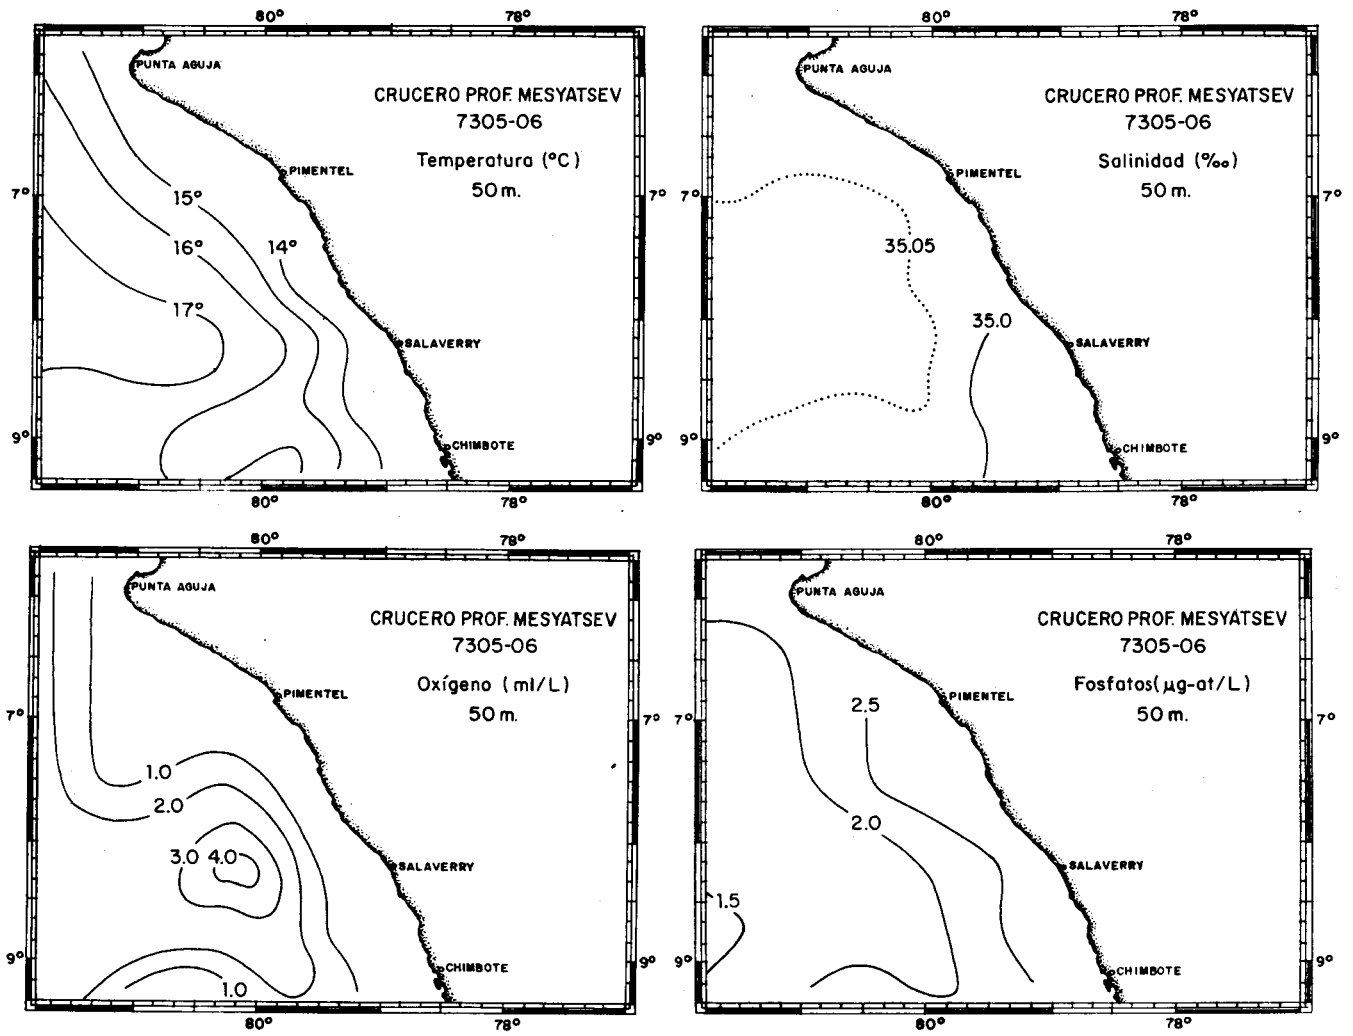 80° 78°
PUNTA AGUJA
CRUCERO PROF. MESYATSEV
7305-06
Temperatura (°C)
50 m.
PIMENTEL
7° 7°
15°
16° 14°
17°
SALAVERRY
9° 9°
CHIMBOTE
80° 78°
80° 78°
PUNTA AGUJA
CRUCERO PROF. MESYATSEV
7305-06
Salinidad (‰)
50 m.
PIMENTEL
7° 7°
35.05
35.0
SALAVERRY
9° 9°
CHIMBOTE
80° 78°
80° 78°
PUNTA AGUJA
CRUCERO PROF. MESYATSEV
7305-06
Oxígeno (ml/L)
50 m.
PIMENTEL
7° 7°
1.0
2.0
3.0 4.0
SALAVERRY
9° 9°
CHIMBOTE
1.0
80° 78°
80° 78°
PUNTA AGUJA
CRUCERO PROF. MESYATSEV
7305-06
Fosfatos (µg-at/L)
50 m.
PIMENTEL
2.5
7° 7°
2.0
SALAVERRY
1.5
9° 9°
CHIMBOTE
80° 78°